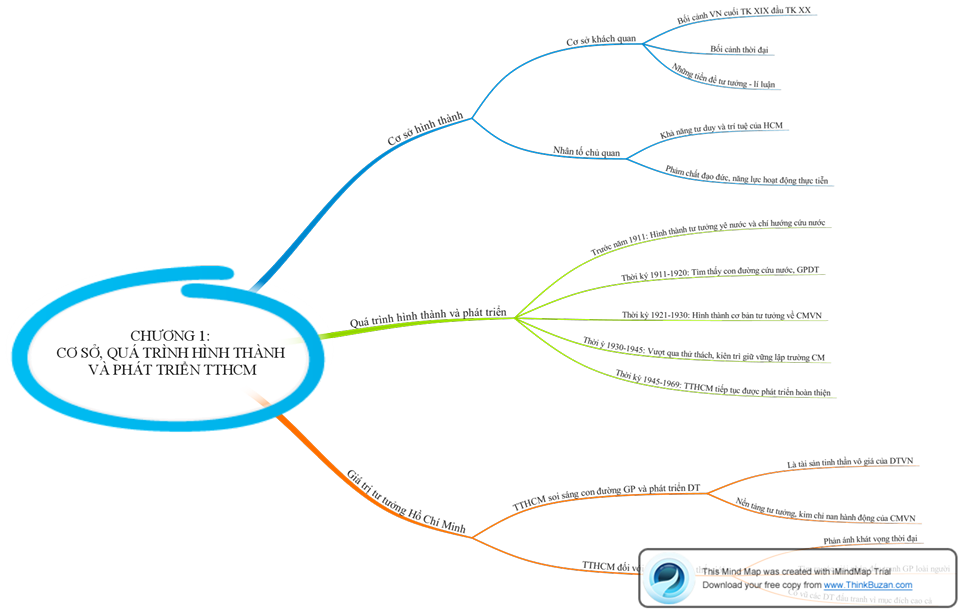 Bối cảnh VN cuối TK XIX đầu TK XX
Cơ sở khách quan
Bối cảnh thời đại
Những tiền đề tư tưởng - lí luận
Cơ sở hình thành
Khả năng tư duy và trí tuệ của HCM
Nhân tố chủ quan
Phẩm chất đạo đức, năng lực hoạt động thực tiễn
Trước năm 1911: Hình thành tư tưởng yê nước và chí hướng cứu nước
Thời kỳ 1911-1920: Tìm thấy con đường cứu nước, GPDT
Quá trình hình thành và phát triển
Thời kỳ 1921-1930: Hình thành cơ bản tư tưởng về CMVN
Thời ỳ 1930-1945: Vượt qua thử thách, kiên trì giữ vững lập trường CM
Thời kỳ 1945-1969: TTHCM tiếp tục được phát triển hoàn thiện
CHƯƠNG 1:
CƠ SỞ, QUÁ TRÌNH HÌNH THÀNH
VÀ PHÁT TRIỂN TTHCM
Giá trị tư tưởng Hồ Chí Minh
Là tài sản tinh thần vô giá của DTVN
TTHCM soi sáng con đường GP và phát triển DT
Nền tảng tư tưởng, kim chỉ nan hành động của CMVN
Phản ánh khát vọng thời đại
TTHCM đối với
GP loài người
Cổ vũ các DT đấu tranh vì mục đích cao cả
This Mind Map was created with iMindMap Trial
Download your free copy from www.ThinkBuzan.com